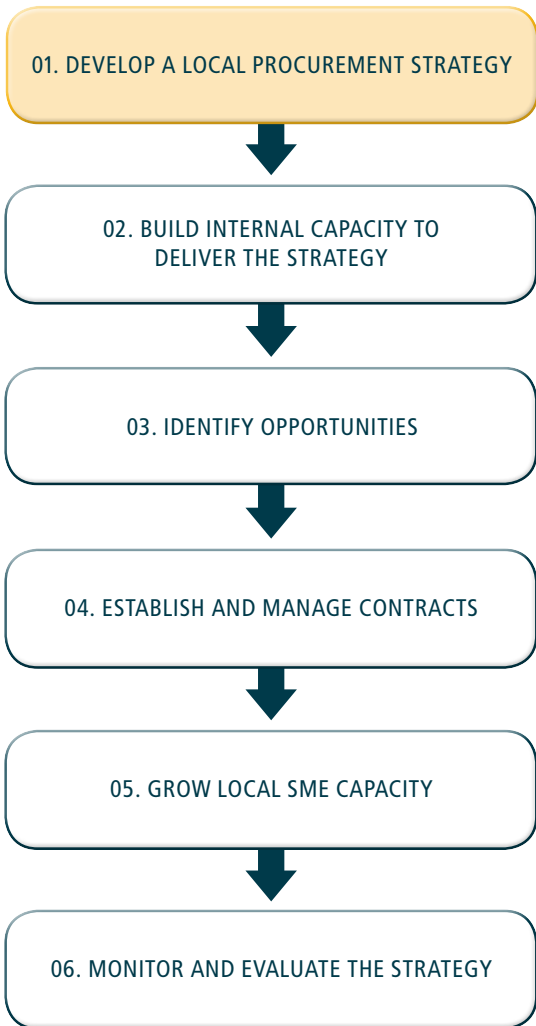 01. DEVELOP A LOCAL PROCUREMENT STRATEGY
02. BUILD INTERNAL CAPACITY TO
DELIVER THE STRATEGY
03. IDENTIFY OPPORTUNITIES
04. ESTABLISH AND MANAGE CONTRACTS
05. GROW LOCAL SME CAPACITY
06. MONITOR AND EVALUATE THE STRATEGY